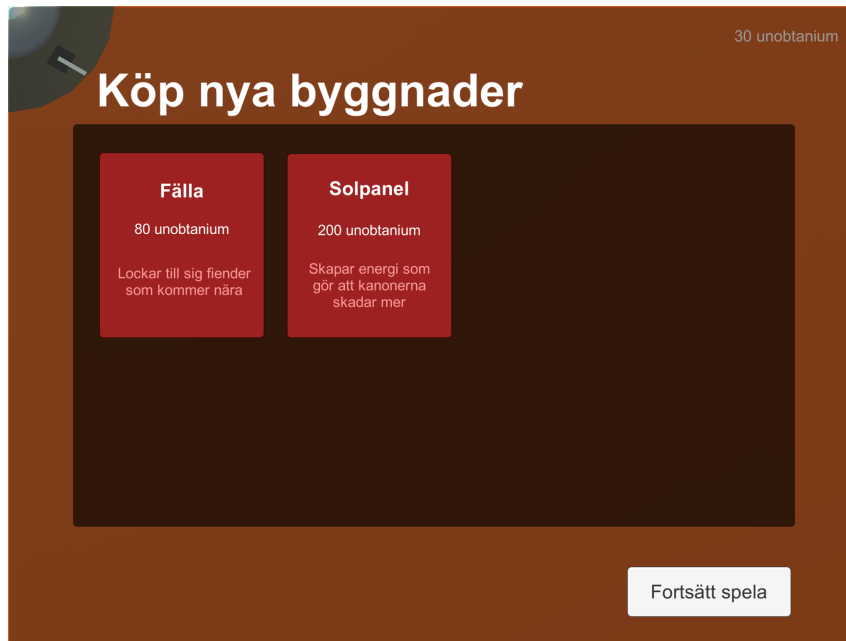 30 unobtanium
Köp nya byggnader
Fälla
80 unobtanium
Lockar till sig fiender
som kommer nära
Solpanel
200 unobtanium
Skapar energi som
gör att kanonerna
skadar mer
Fortsätt spela